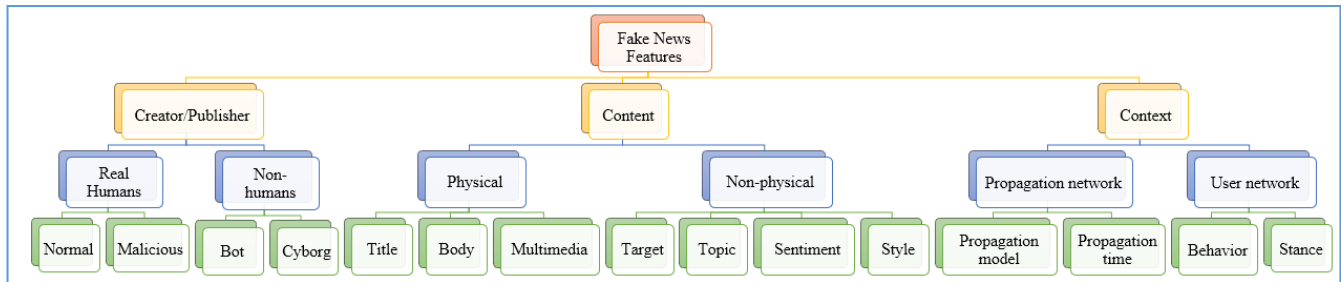 Fake News
Features
Creator/Publisher
Content
Context
Real
Humans
Non-
humans
Physical
Non-physical
Propagation network
User network
Normal
Malicious
Bot
Cyborg
Title
Body
Multimedia
Target
Topic
Sentiment
Style
Propagation
model
Propagation
time
Behavior
Stance